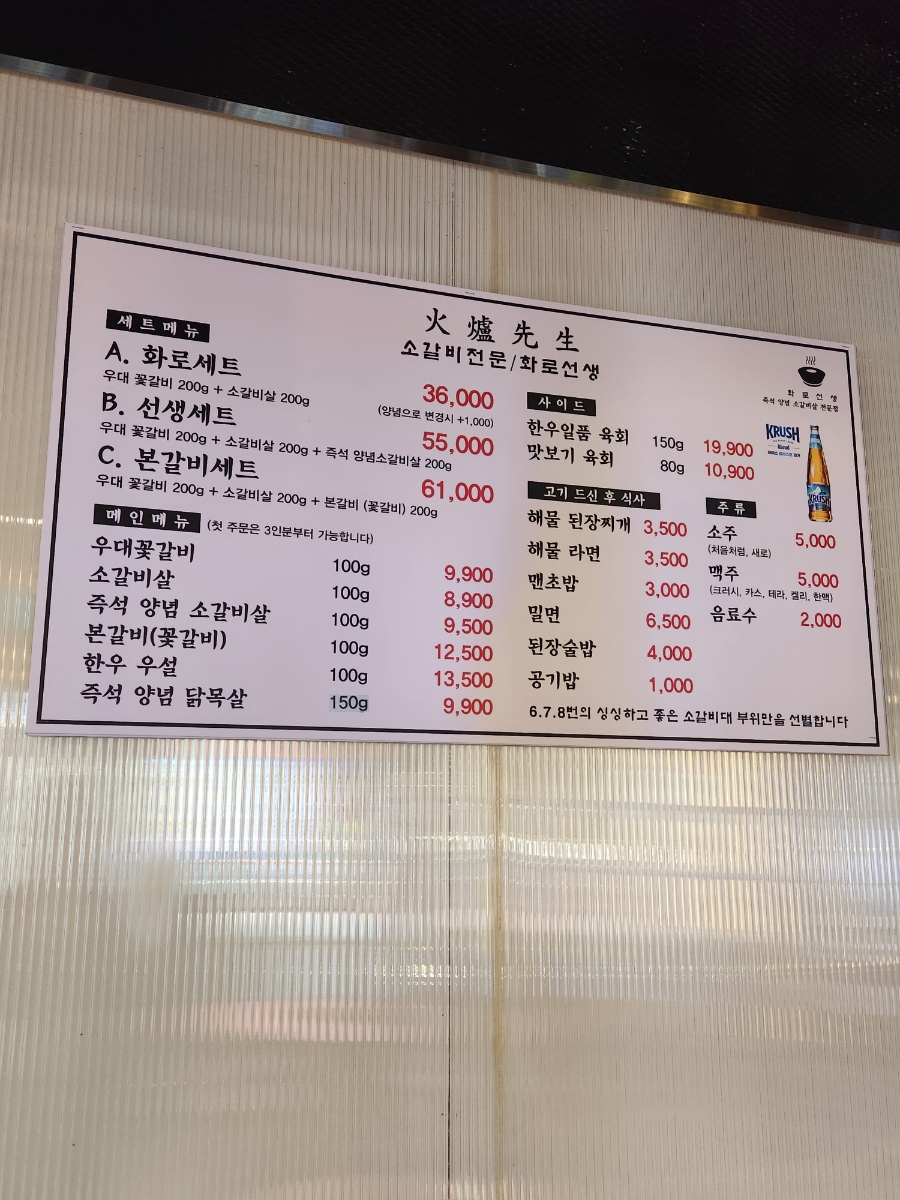 火爐先生
소갈비전문/화로선생
세트메뉴
A. 화로세트
우대 꽃갈비 200g + 소갈비살 200g
36,000
(양념으로 변경시 +1,000)
B. 선생세트
우대 꽃갈비 200g + 소갈비살 200g + 즉석 양념소갈비살 200g
55,000
C. 본갈비세트
우대 꽃갈비 200g + 소갈비살 200g + 본갈비 (꽃갈비) 200g
61,000
메인메뉴 (첫 주문은 3인분부터 가능합니다)
우대꽃갈비 100g 9,900
소갈비살 100g 8,900
즉석 양념 소갈비살 100g 9,500
본갈비(꽃갈비) 100g 12,500
한우 우설 100g 13,500
즉석 양념 닭목살 150g 9,900
사이드
한우일품 육회 150g 19,900
맛보기 육회 80g 10,900
고기 드신 후 식사
해물 된장찌개 3,500
해물 라면 3,500
맨초밥 3,000
밀면 6,500
된장술밥 4,000
공기밥 1,000
화로선생
즉석 양념 소갈비살 전문점
KRUSH
KRUSH
주류
소주 5,000
(처음처럼, 새로)
맥주 5,000
(크러시, 카스, 테라, 켈리, 한맥)
음료수 2,000
6.7.8번의 싱싱하고 좋은 소갈비대 부위만을 선별합니다